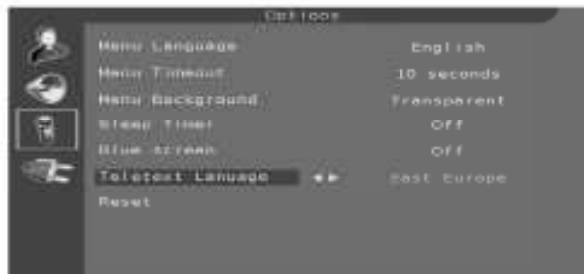 Options
Menu Language English
Menu Timeout 10 seconds
Menu Background Transparent
Sleep Timer Off
Blue screen Off
Teletext Lanuage East Europe
Reset